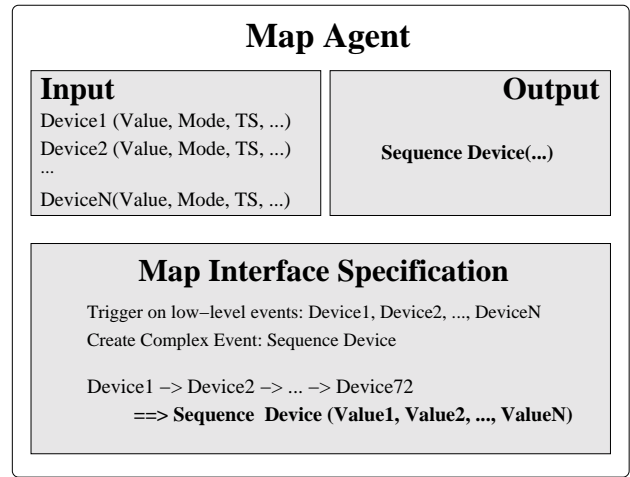 Map Agent
Input
Device1 (Value, Mode, TS, ...)
Device2 (Value, Mode, TS, ...)
...
DeviceN(Value, Mode, TS, ...)
Output
Sequence Device(...)
Map Interface Specification
Trigger on low−level events: Device1, Device2, ..., DeviceN
Create Complex Event: Sequence Device
Device1 −> Device2 −> ... −> Device72
==> Sequence  Device (Value1, Value2, ..., ValueN)